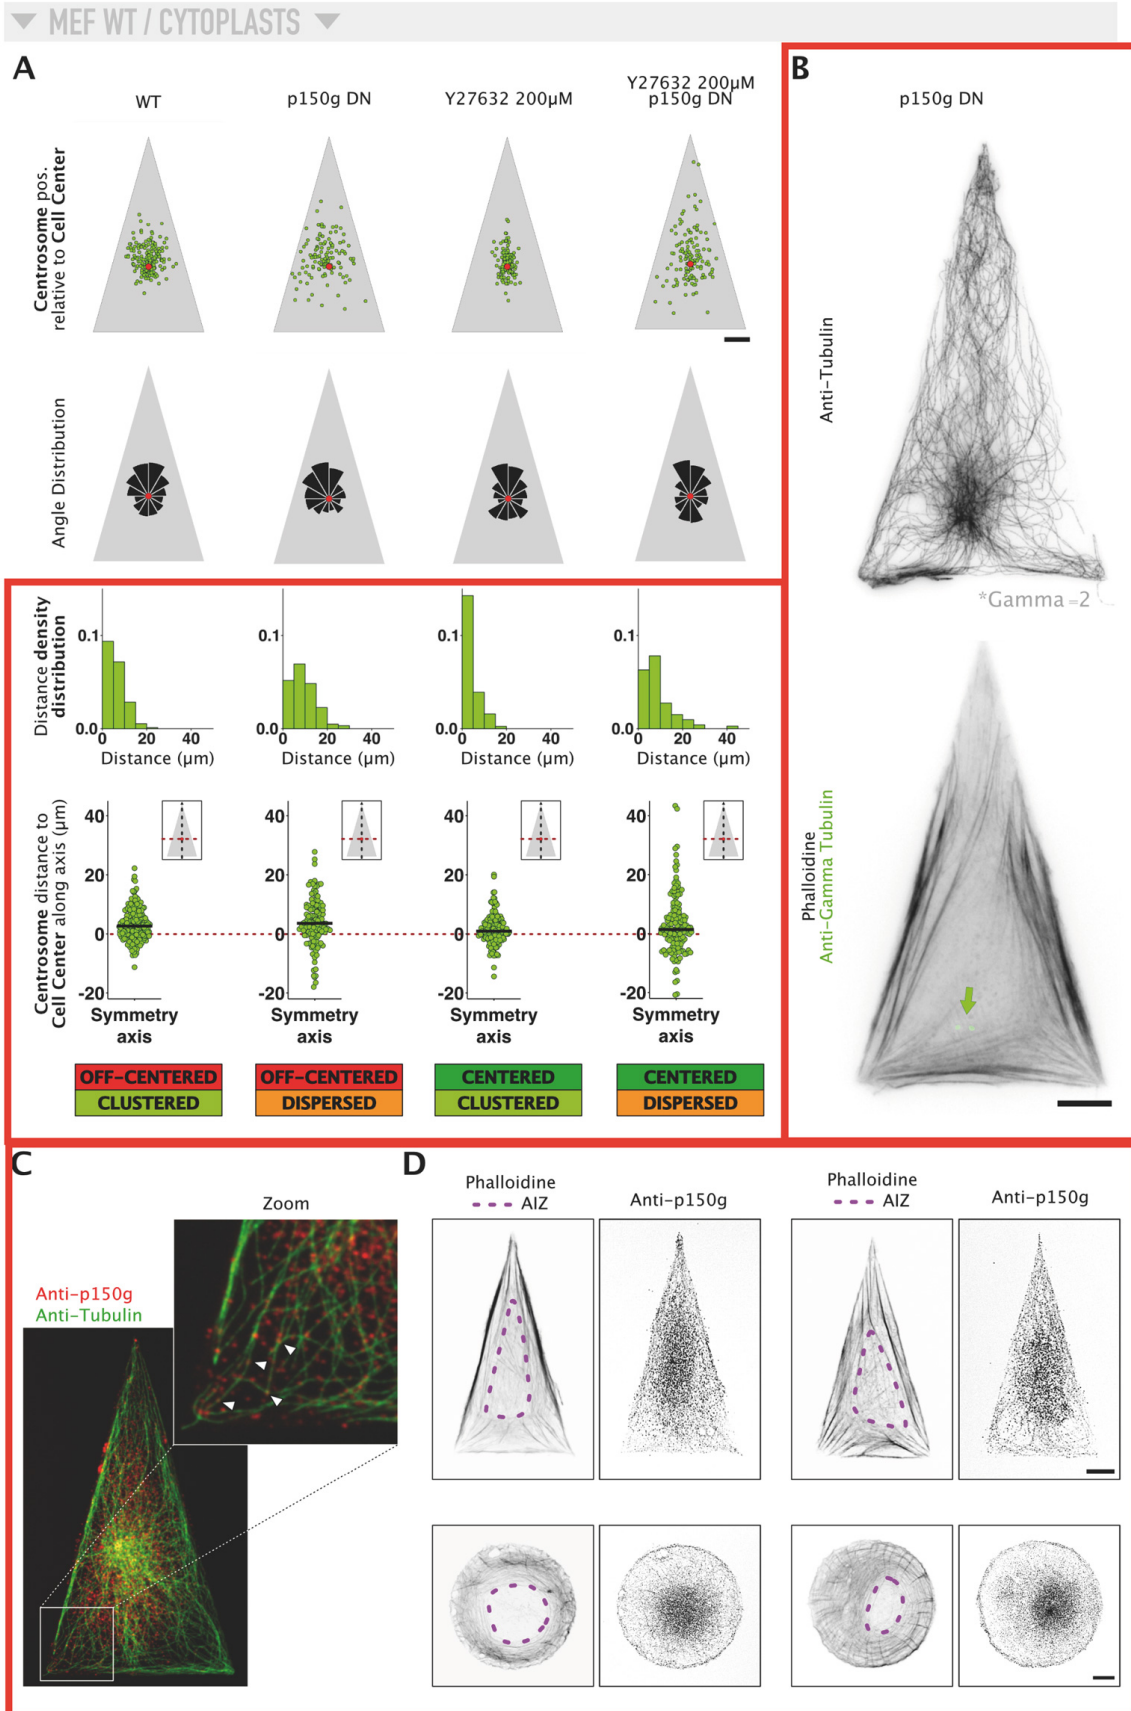 MEF WT / CYTOPLASTS
A
WT
p150g DN
Y27632 200µM
Y27632 200µM
p150g DN
Centrosome pos.
relative to Cell Center
Angle Distribution
Distance density
distribution
0.1
0.0
0
20
40
Distance (µm)
0.1
0.0
0
20
40
Distance (µm)
0.1
0.0
0
20
40
Distance (µm)
0.1
0.0
0
20
40
Distance (µm)
Centrosome distance to
Cell Center along axis (µm)
40
20
0
-20
Symmetry
axis
40
20
0
-20
Symmetry
axis
40
20
0
-20
Symmetry
axis
40
20
0
-20
Symmetry
axis
OFF-CENTERED
CLUSTERED
OFF-CENTERED
DISPERSED
CENTERED
CLUSTERED
CENTERED
DISPERSED
B
p150g DN
Anti-Tubulin
*Gamma =2
Phalloidine
Anti-Gamma Tubulin
C
Zoom
Anti-p150g
Anti-Tubulin
D
Phalloidine
AIZ
Anti-p150g
Phalloidine
AIZ
Anti-p150g